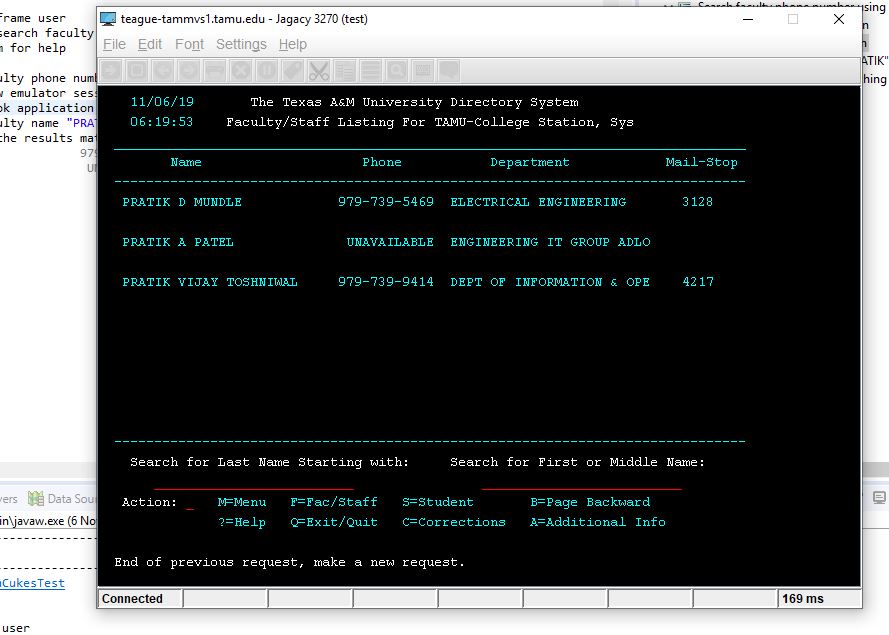 frame user
search faculty
m for help
ulty phone num
w emulator sess
ok application
ulty name "PRAT
the results mat
979
UN
teague-tammvs1.tamu.edu - Jagacy 3270 (test)
File Edit Font Settings Help
11/06/19 The Texas A&M University Directory System
06:19:53 Faculty/Staff Listing For TAMU-College Station, Sys
Name Phone Department Mail-Stop
PRATIK D MUNDLE 979-739-5469 ELECTRICAL ENGINEERING 3128
PRATIK A PATEL UNAVAILABLE ENGINEERING IT GROUP ADLO
PRATIK VIJAY TOSHNIWAL 979-739-9414 DEPT OF INFORMATION & OPE 4217
Search for Last Name Starting with: Search for First or Middle Name:
Action: _ M=Menu F=Fac/Staff S=Student B=Page Backward
?=Help Q=Exit/Quit C=Corrections A=Additional Info
End of previous request, make a new request.
Connected 169 ms
Search faculty phone number using
ATIK"
hing
vers Data Sou
in\javaw.exe (6 No
nCukesTest
user